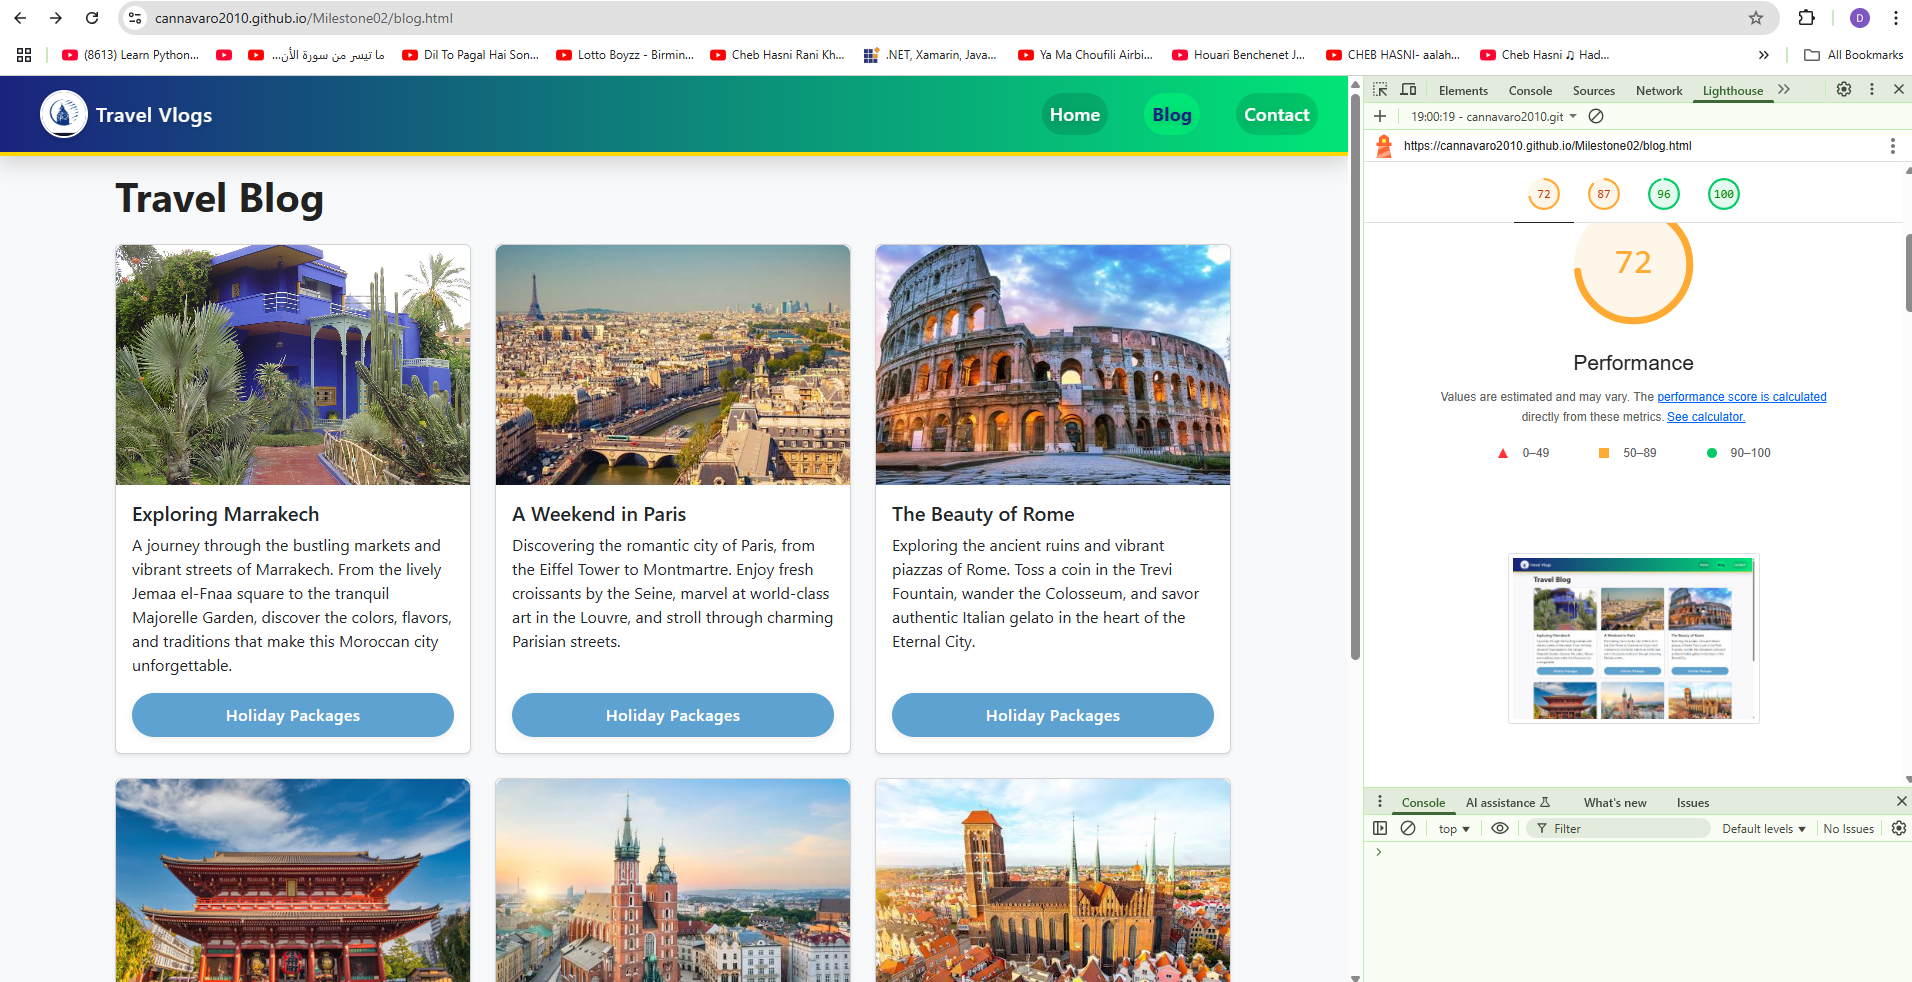 cannavaro2010.github.io/Milestone02/blog.html
D
(8613) Learn Python...
ما تيسر من سورة الأن...
Dil To Pagal Hai Son...
Lotto Boyzz - Birmin...
Cheb Hasni Rani Kh...
.NET, Xamarin, Java...
Ya Ma Choufili Airbi...
Houari Benchenet J...
CHEB HASNI- aalah...
Cheb Hasni ♫ Had...
»
All Bookmarks
Travel Vlogs
Home
Blog
Contact
Travel Blog
Exploring Marrakech
A journey through the bustling markets and
vibrant streets of Marrakech. From the lively
Jemaa el-Fnaa square to the tranquil
Majorelle Garden, discover the colors, flavors,
and traditions that make this Moroccan city
unforgettable.
Holiday Packages
A Weekend in Paris
Discovering the romantic city of Paris, from
the Eiffel Tower to Montmartre. Enjoy fresh
croissants by the Seine, marvel at world-class
art in the Louvre, and stroll through charming
Parisian streets.
Holiday Packages
The Beauty of Rome
Exploring the ancient ruins and vibrant
piazzas of Rome. Toss a coin in the Trevi
Fountain, wander the Colosseum, and savor
authentic Italian gelato in the heart of the
Eternal City.
Holiday Packages
Elements
Console
Sources
Network
Lighthouse
19:00:19 - cannavaro2010.git
https://cannavaro2010.github.io/Milestone02/blog.html
72
87
96
100
72
Performance
Values are estimated and may vary. The performance score is calculated
directly from these metrics. See calculator.
0–49
50–89
90–100
Travel Blog
Console
AI assistance
What's new
Issues
top
Filter
Default levels
No Issues